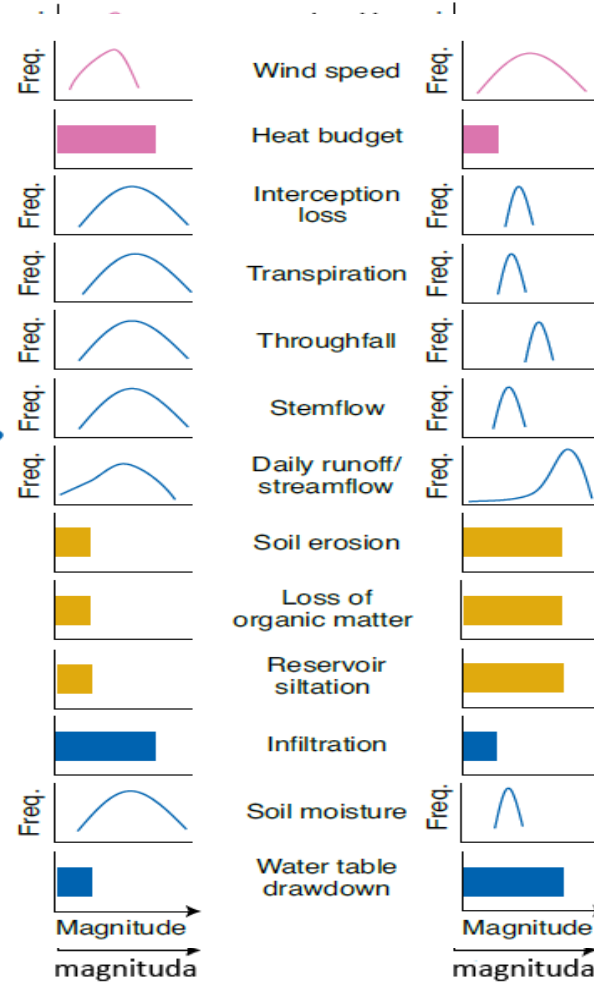 Freq. Wind speed Freq.
Heat budget
Freq. Interception Freq.
loss
Freq. Transpiration Freq.
Freq. Throughfall Freq.
Freq. Stemflow Freq.
Freq. Daily runoff/ Freq.
streamflow
Soil erosion
Loss of
organic matter
Reservoir
siltation
Infiltration
Freq. Soil moisture Freq.
Water table
drawdown
Magnitude Magnitude
magnituda magnituda